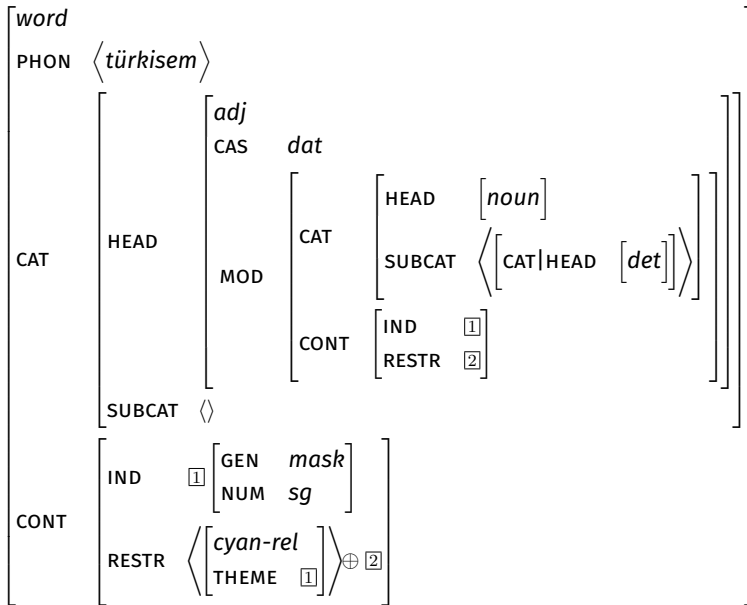 word
PHON ⟨türkisem⟩
adj
CAS dat
HEAD [noun]
CAT
HEAD
SUBCAT ⟨[CAT|HEAD [det]]⟩
CAT
MOD
IND 1
CONT
RESTR 2
SUBCAT ⟨⟩
GEN mask
IND 1
NUM sg
CONT
cyan-rel
RESTR ⟨ ⟩ ⊕ 2
THEME 1